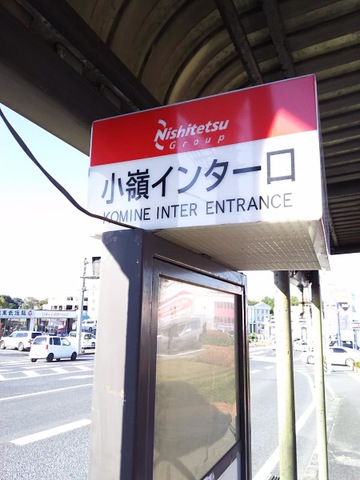 Nishitetsu
Group
小嶺インター口
KOMINE INTER ENTRANCE